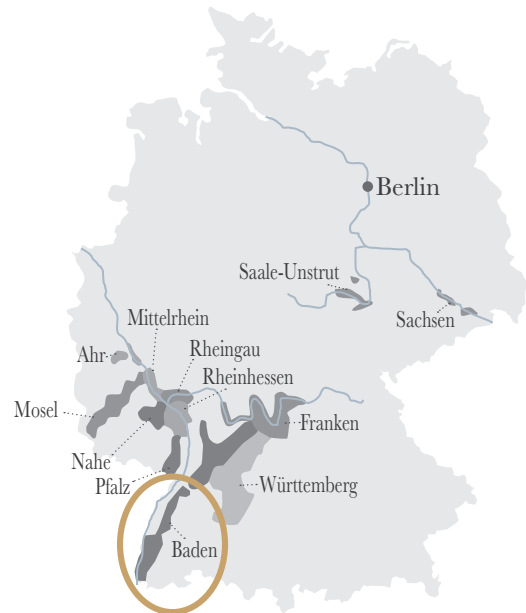 Berlin
Saale-Unstrut
Sachsen
Mittelrhein
Rheingau
Ahr
Rheinhessen
Mosel
Franken
Nahe
Pfalz
Württemberg
Baden